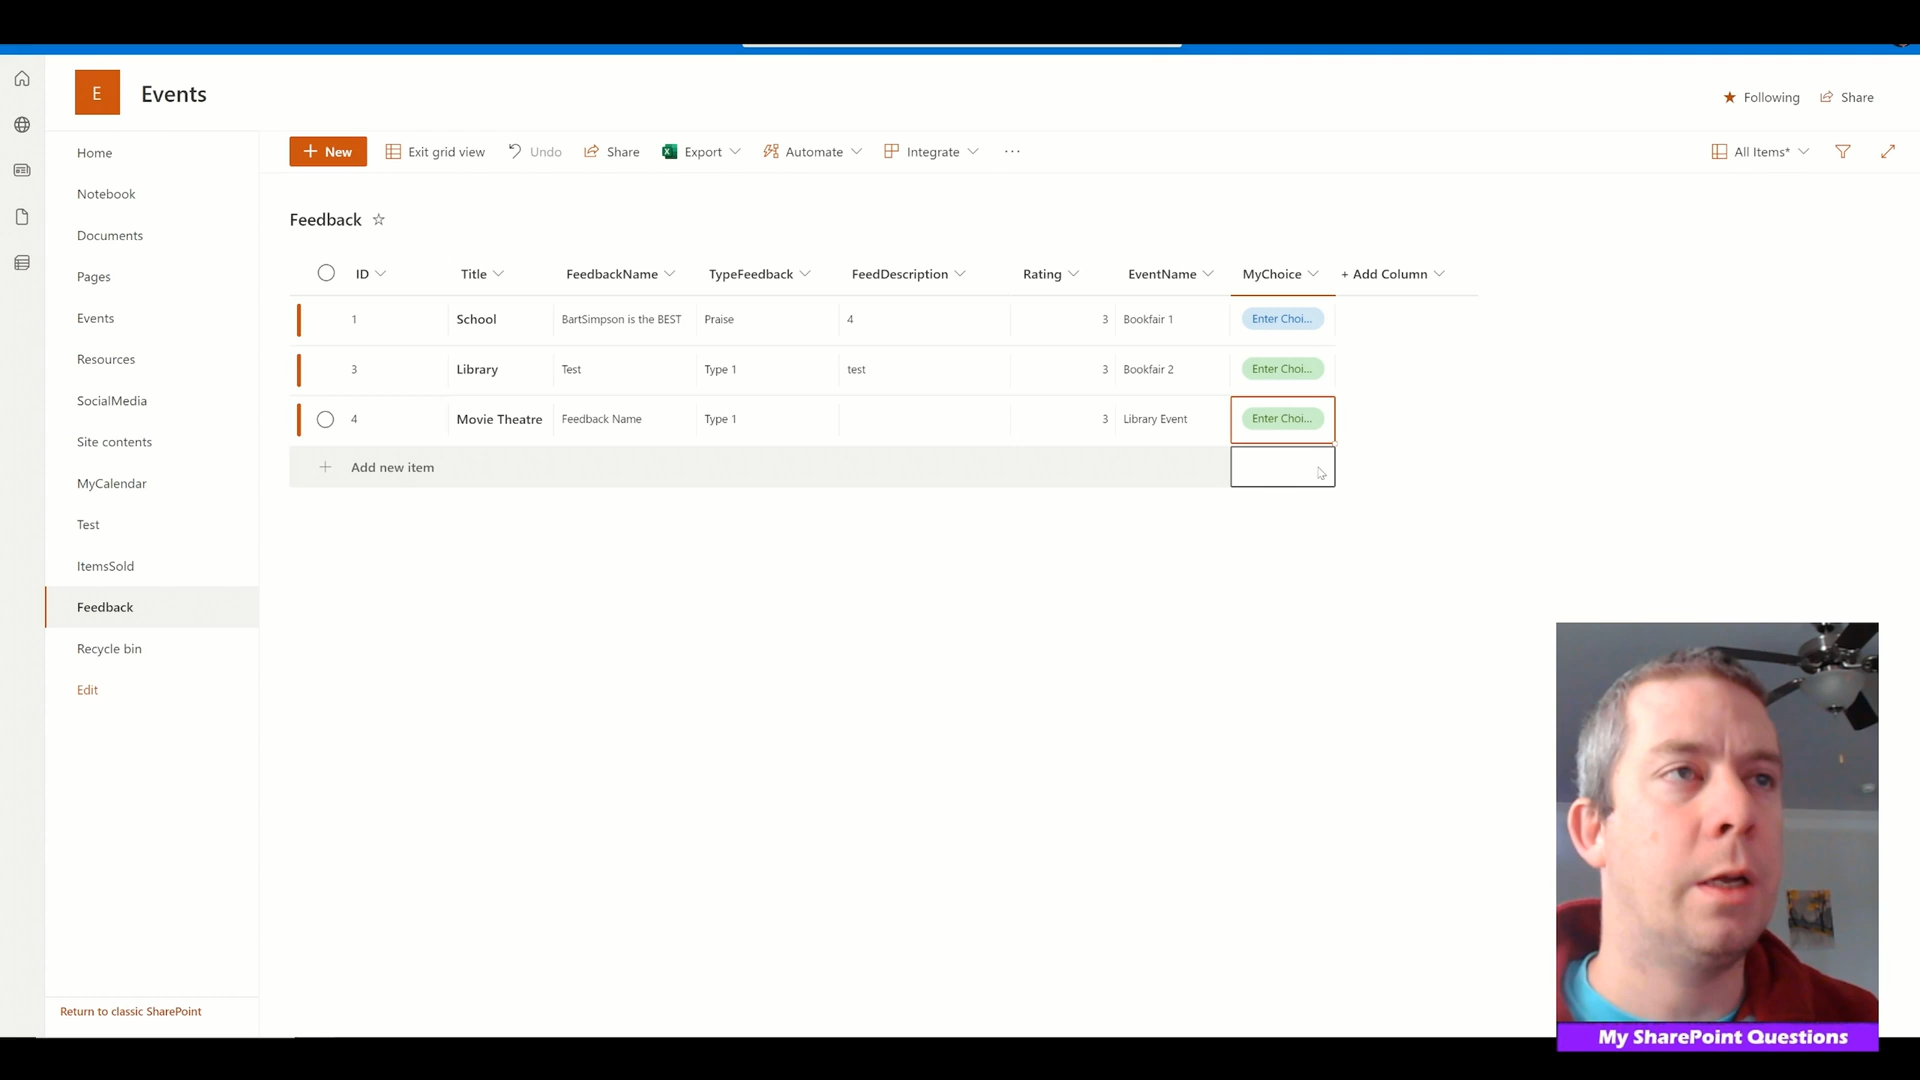 E
Events
Following
Share
New
Exit grid view
Undo
Share
Export
Automate
Integrate
...
All Items*
Home
Notebook
Documents
Pages
Events
Resources
SocialMedia
Site contents
MyCalendar
Test
ItemsSold
Feedback
Recycle bin
Edit
Return to classic SharePoint
Feedback
ID Title FeedbackName TypeFeedback FeedDescription Rating EventName MyChoice + Add Column
1 School BartSimpson is the BEST Praise 4 3 Bookfair 1 Enter Choi...
3 Library Test Type 1 test 3 Bookfair 2 Enter Choi...
4 Movie Theatre Feedback Name Type 1 3 Library Event Enter Choi...
Add new item
My SharePoint Questions